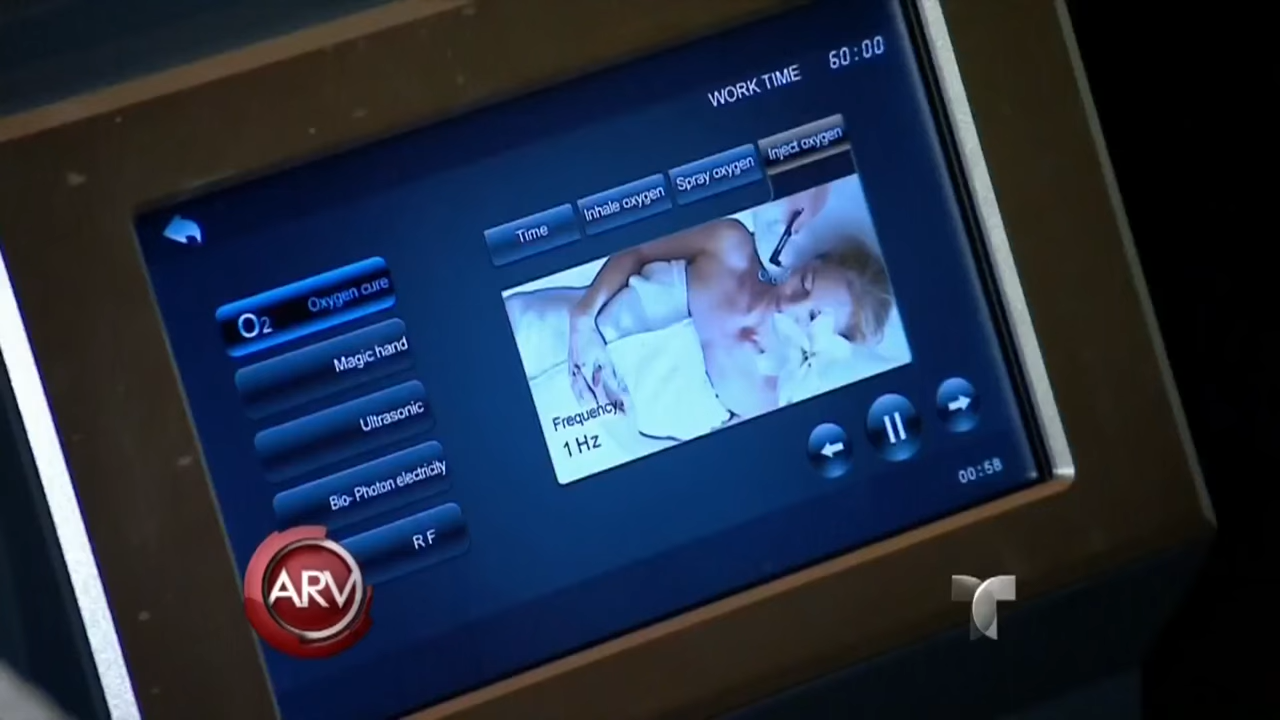 WORK TIME 60:00
Time
Inhale oxygen
Spray oxygen
Inject oxygen
O2 Oxygen cure
Magic hand
Ultrasonic
Bio- Photon electricity
RF
Frequency
1 Hz
00:58
ARV
T